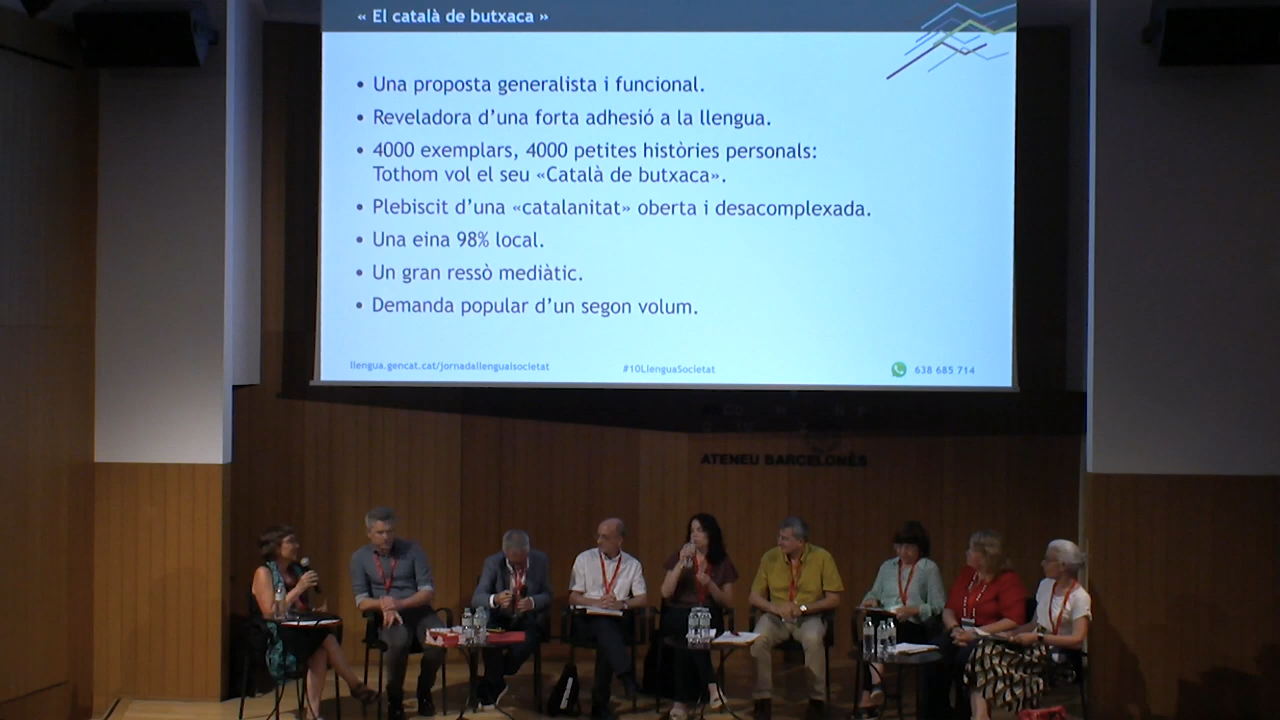 « El català de butxaca »
• Una proposta generalista i funcional.
• Reveladora d’una forta adhesió a la llengua.
• 4000 exemplars, 4000 petites històries personals:
Tothom vol el seu «Català de butxaca».
• Plebiscit d’una «catalanitat» oberta i desacomplexada.
• Una eina 98% local.
• Un gran ressò mediàtic.
• Demanda popular d’un segon volum.
llengua.gencat.cat/jornadallenguaisocietat
#10LlenguaSocietat
638 685 714
ATENEU BARCELONÈS